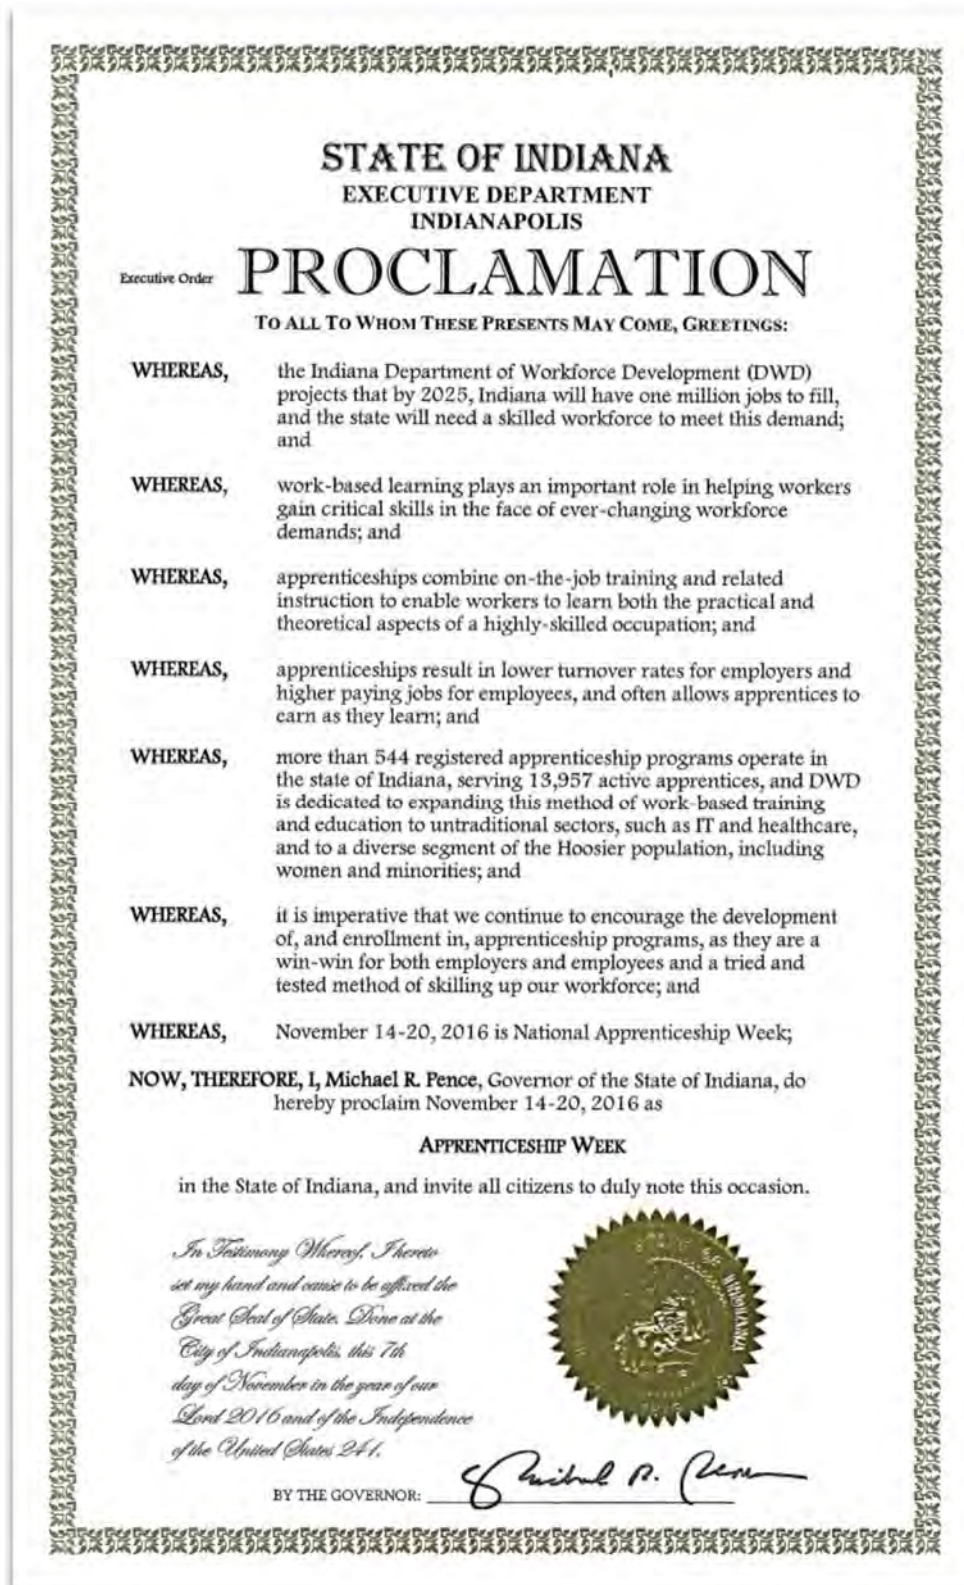 STATE OF INDIANA
EXECUTIVE DEPARTMENT
INDIANAPOLIS
Executive Order PROCLAMATION
TO ALL TO WHOM THESE PRESENTS MAY COME, GREETINGS:
WHEREAS, the Indiana Department of Workforce Development (DWD)
projects that by 2025, Indiana will have one million jobs to fill,
and the state will need a skilled workforce to meet this demand;
and
WHEREAS, work-based learning plays an important role in helping workers
gain critical skills in the face of ever-changing workforce
demands; and
WHEREAS, apprenticeships combine on-the-job training and related
instruction to enable workers to learn both the practical and
theoretical aspects of a highly-skilled occupation; and
WHEREAS, apprenticeships result in lower turnover rates for employers and
higher paying jobs for employees, and often allows apprentices to
earn as they learn; and
WHEREAS, more than 544 registered apprenticeship programs operate in
the state of Indiana, serving 13,957 active apprentices, and DWD
is dedicated to expanding this method of work-based training
and education to untraditional sectors, such as IT and healthcare,
and to a diverse segment of the Hoosier population, including
women and minorities; and
WHEREAS, it is imperative that we continue to encourage the development
of, and enrollment in, apprenticeship programs, as they are a
win-win for both employers and employees and a tried and
tested method of skilling up our workforce; and
WHEREAS, November 14-20, 2016 is National Apprenticeship Week;
NOW, THEREFORE, I, Michael R. Pence, Governor of the State of Indiana, do
hereby proclaim November 14-20, 2016 as
APPRENTICESHIP WEEK
in the State of Indiana, and invite all citizens to duly note this occasion.
In Testimony Whereof, I hereto
set my hand and cause to be affixed the
Great Seal of State. Done at the
City of Indianapolis, this 7th
day of November in the year of our
Lord 2016 and of the Independence
of the United States 241.
OF INDIANA
BY THE GOVERNOR: Michael R. Pence